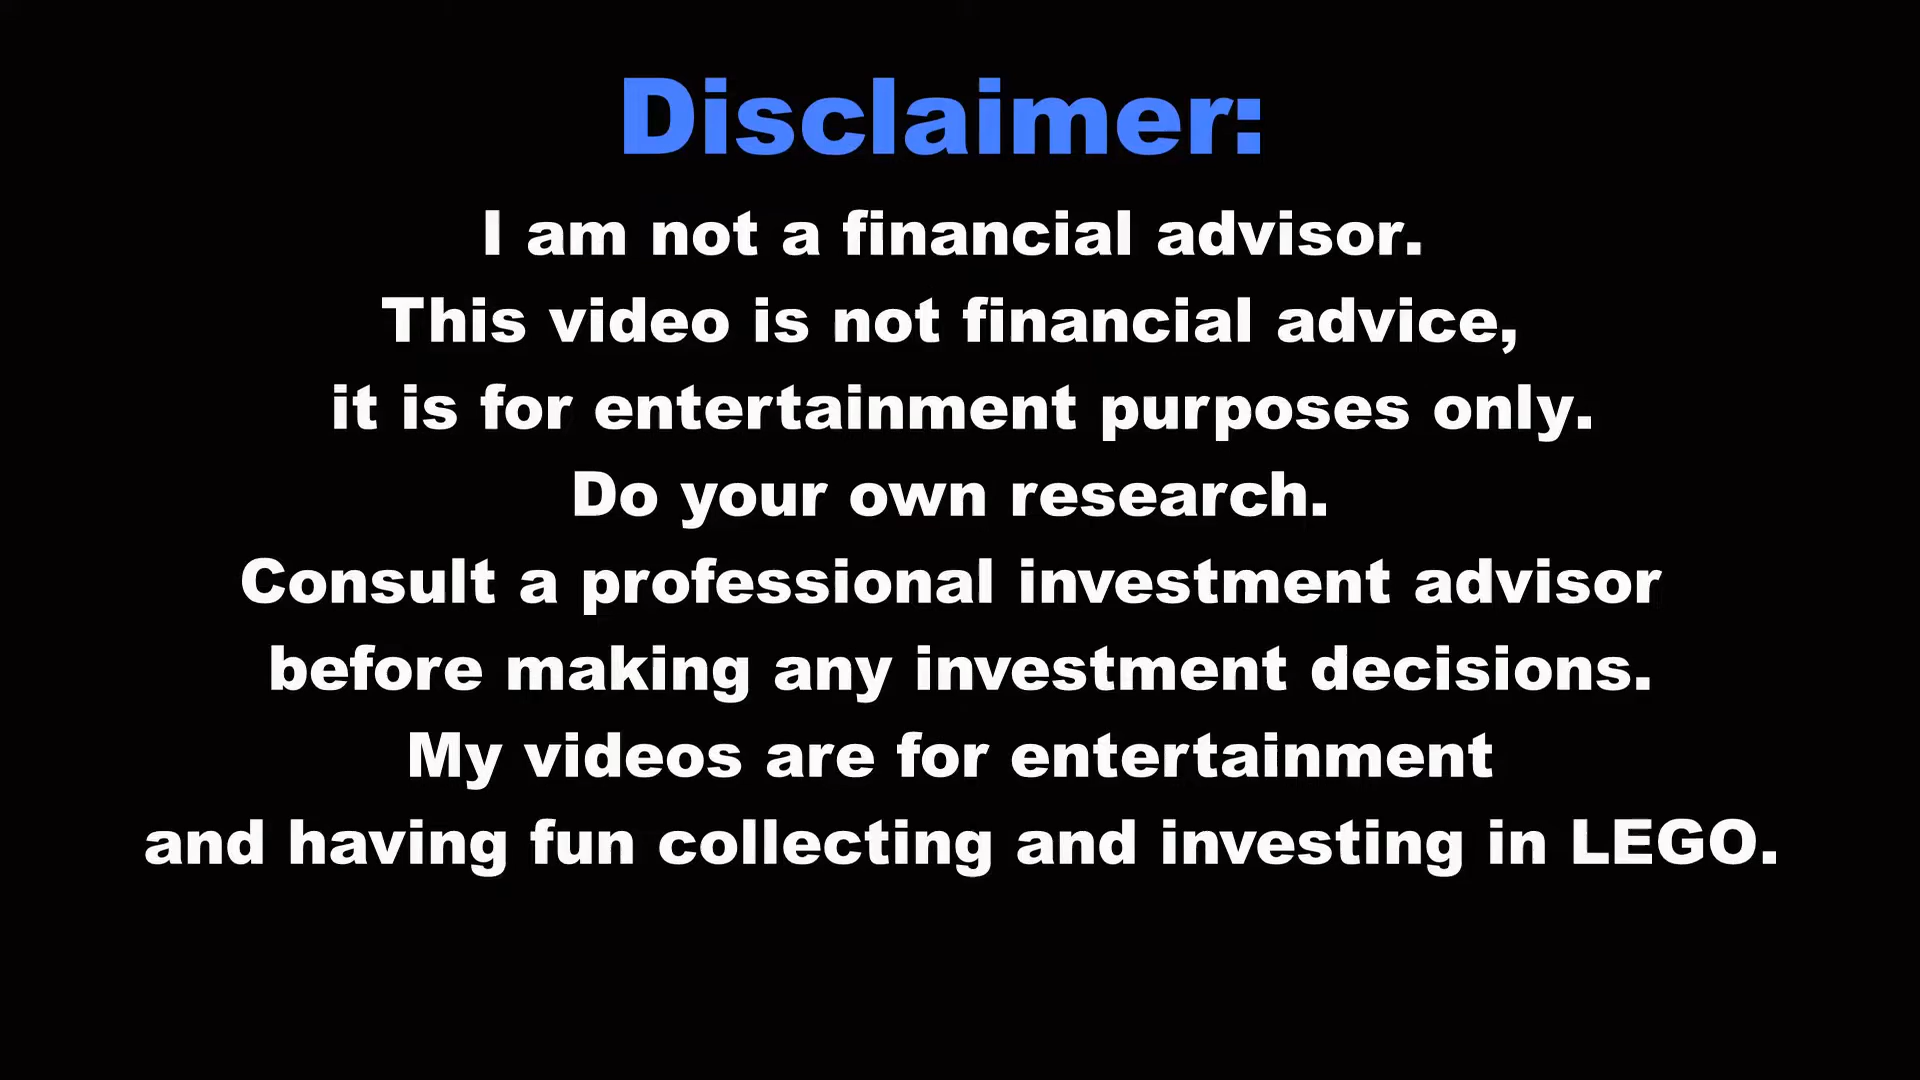 Disclaimer:
I am not a financial advisor.
This video is not financial advice,
it is for entertainment purposes only.
Do your own research.
Consult a professional investment advisor
before making any investment decisions.
My videos are for entertainment
and having fun collecting and investing in LEGO.